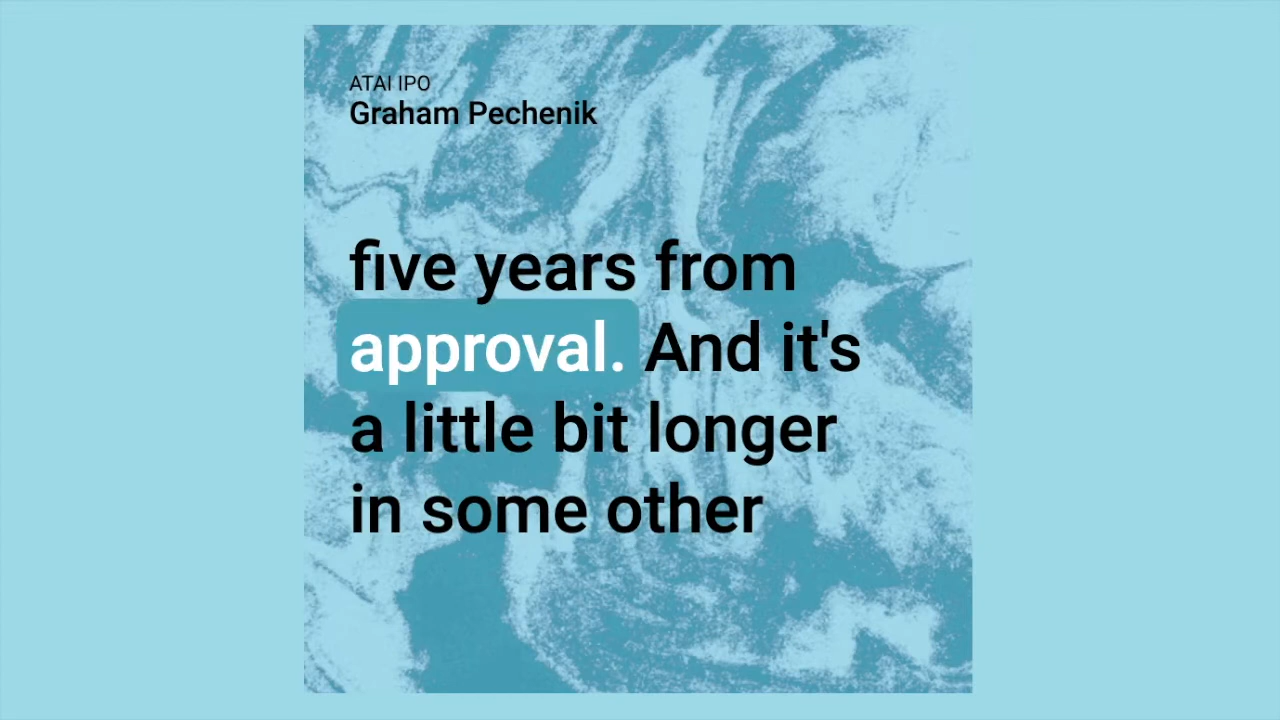 ATAI IPO
Graham Pechenik
five years from
approval. And it's
a little bit longer
in some other